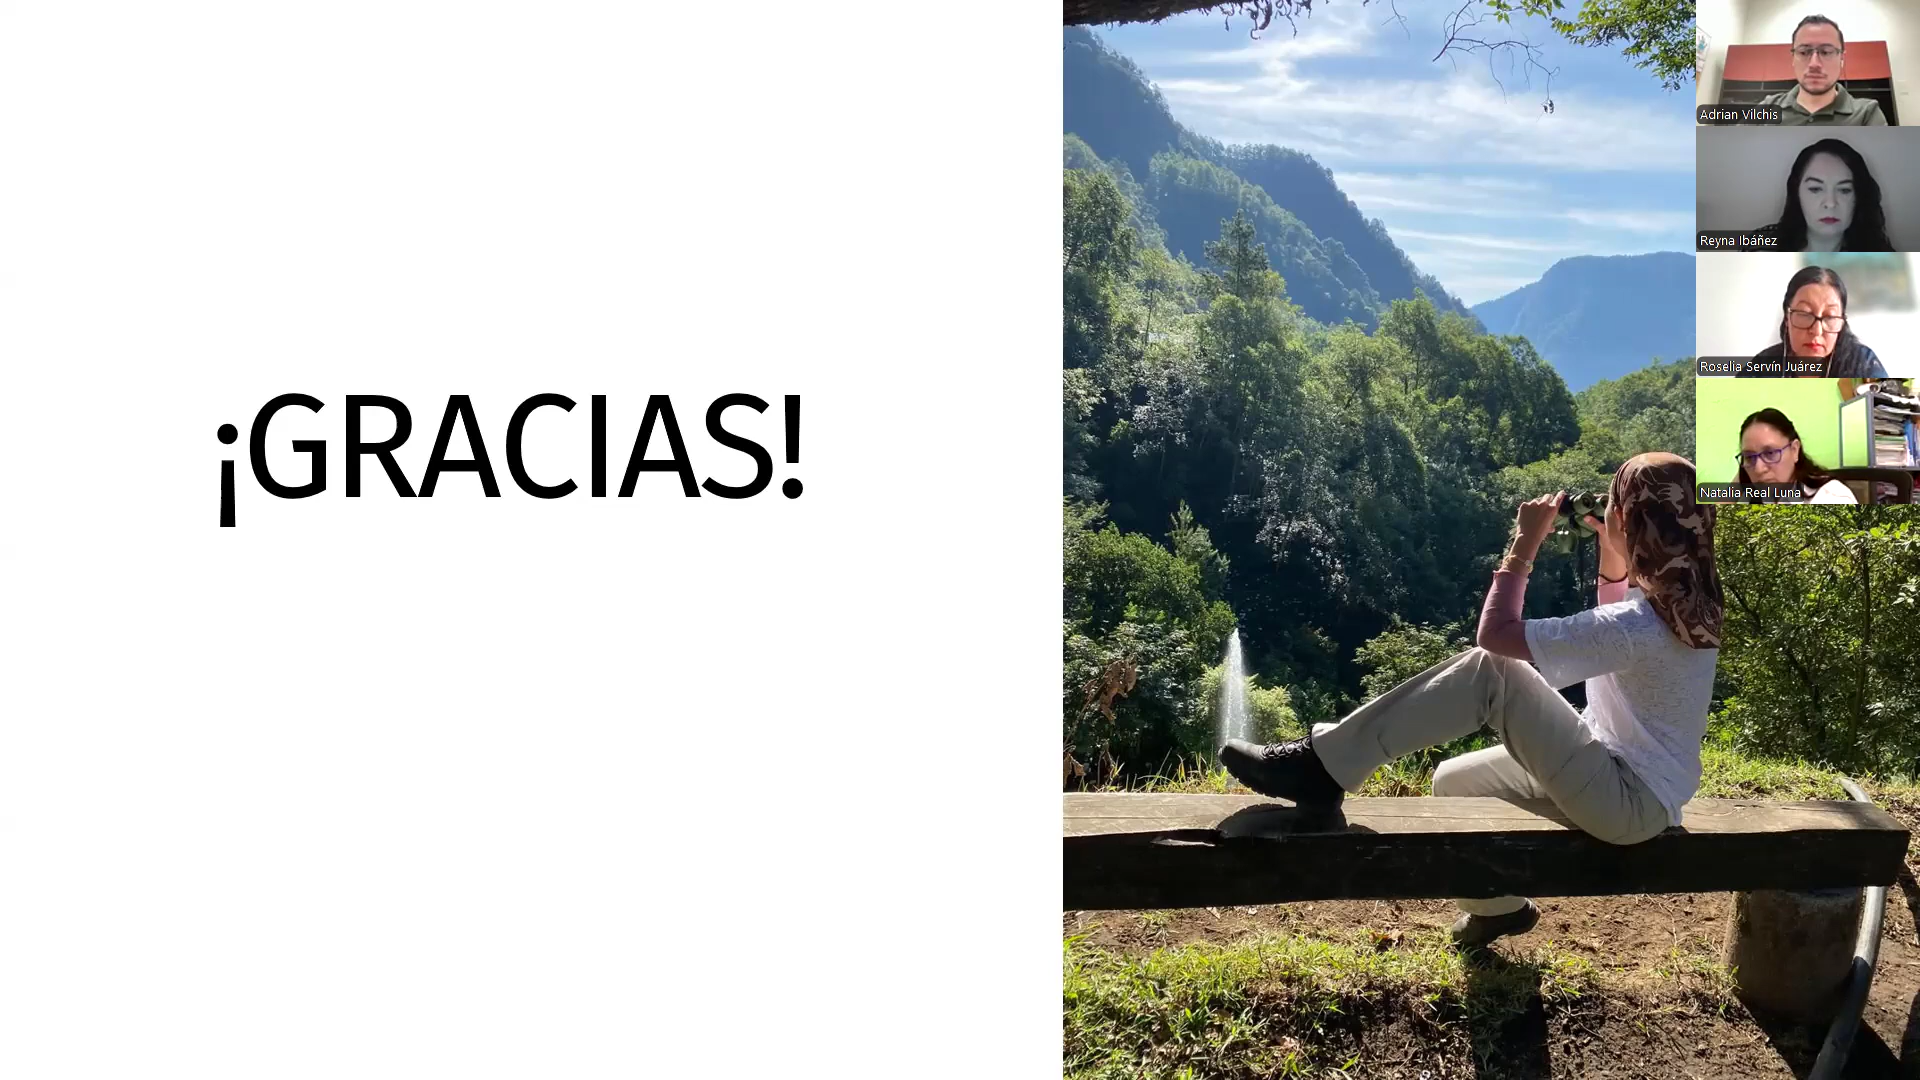 ¡GRACIAS!
Adrian Vilchis
Reyna Ibáñez
Roselia Servín Juárez
Natalia Real Luna